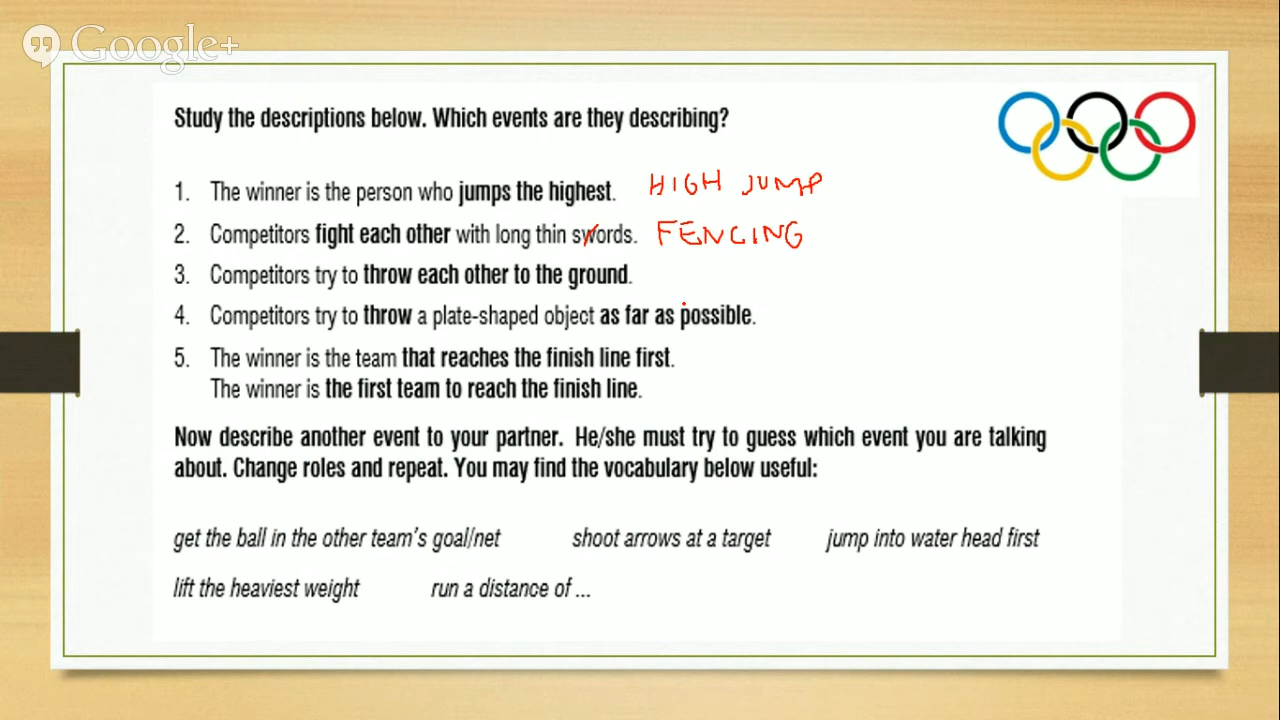 Google+
Study the descriptions below. Which events are they describing?
1. The winner is the person who jumps the highest. HIGH JUMP
2. Competitors fight each other with long thin swords. FENCING
3. Competitors try to throw each other to the ground.
4. Competitors try to throw a plate-shaped object as far as possible.
5. The winner is the team that reaches the finish line first.
The winner is the first team to reach the finish line.
Now describe another event to your partner. He/she must try to guess which event you are talking
about. Change roles and repeat. You may find the vocabulary below useful:
get the ball in the other team's goal/net shoot arrows at a target jump into water head first
lift the heaviest weight run a distance of ...